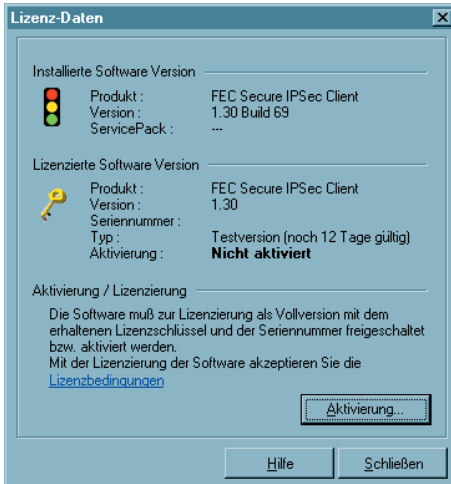 Lizenz-Daten
Installierte Software Version
Produkt : FEC Secure IPSec Client
Version : 1.30 Build 69
ServicePack : ---
Lizenzierte Software Version
Produkt : FEC Secure IPSec Client
Version : 1.30
Seriennummer :
Typ : Testversion (noch 12 Tage gültig)
Aktivierung : Nicht aktiviert
Aktivierung / Lizenzierung
Die Software muß zur Lizenzierung als Vollversion mit dem
erhaltenen Lizenzschlüssel und der Seriennummer freigeschaltet
bzw. aktiviert werden.
Mit der Lizenzierung der Software akzeptieren Sie die
Lizenzbedingungen
Aktivierung...
Hilfe Schließen